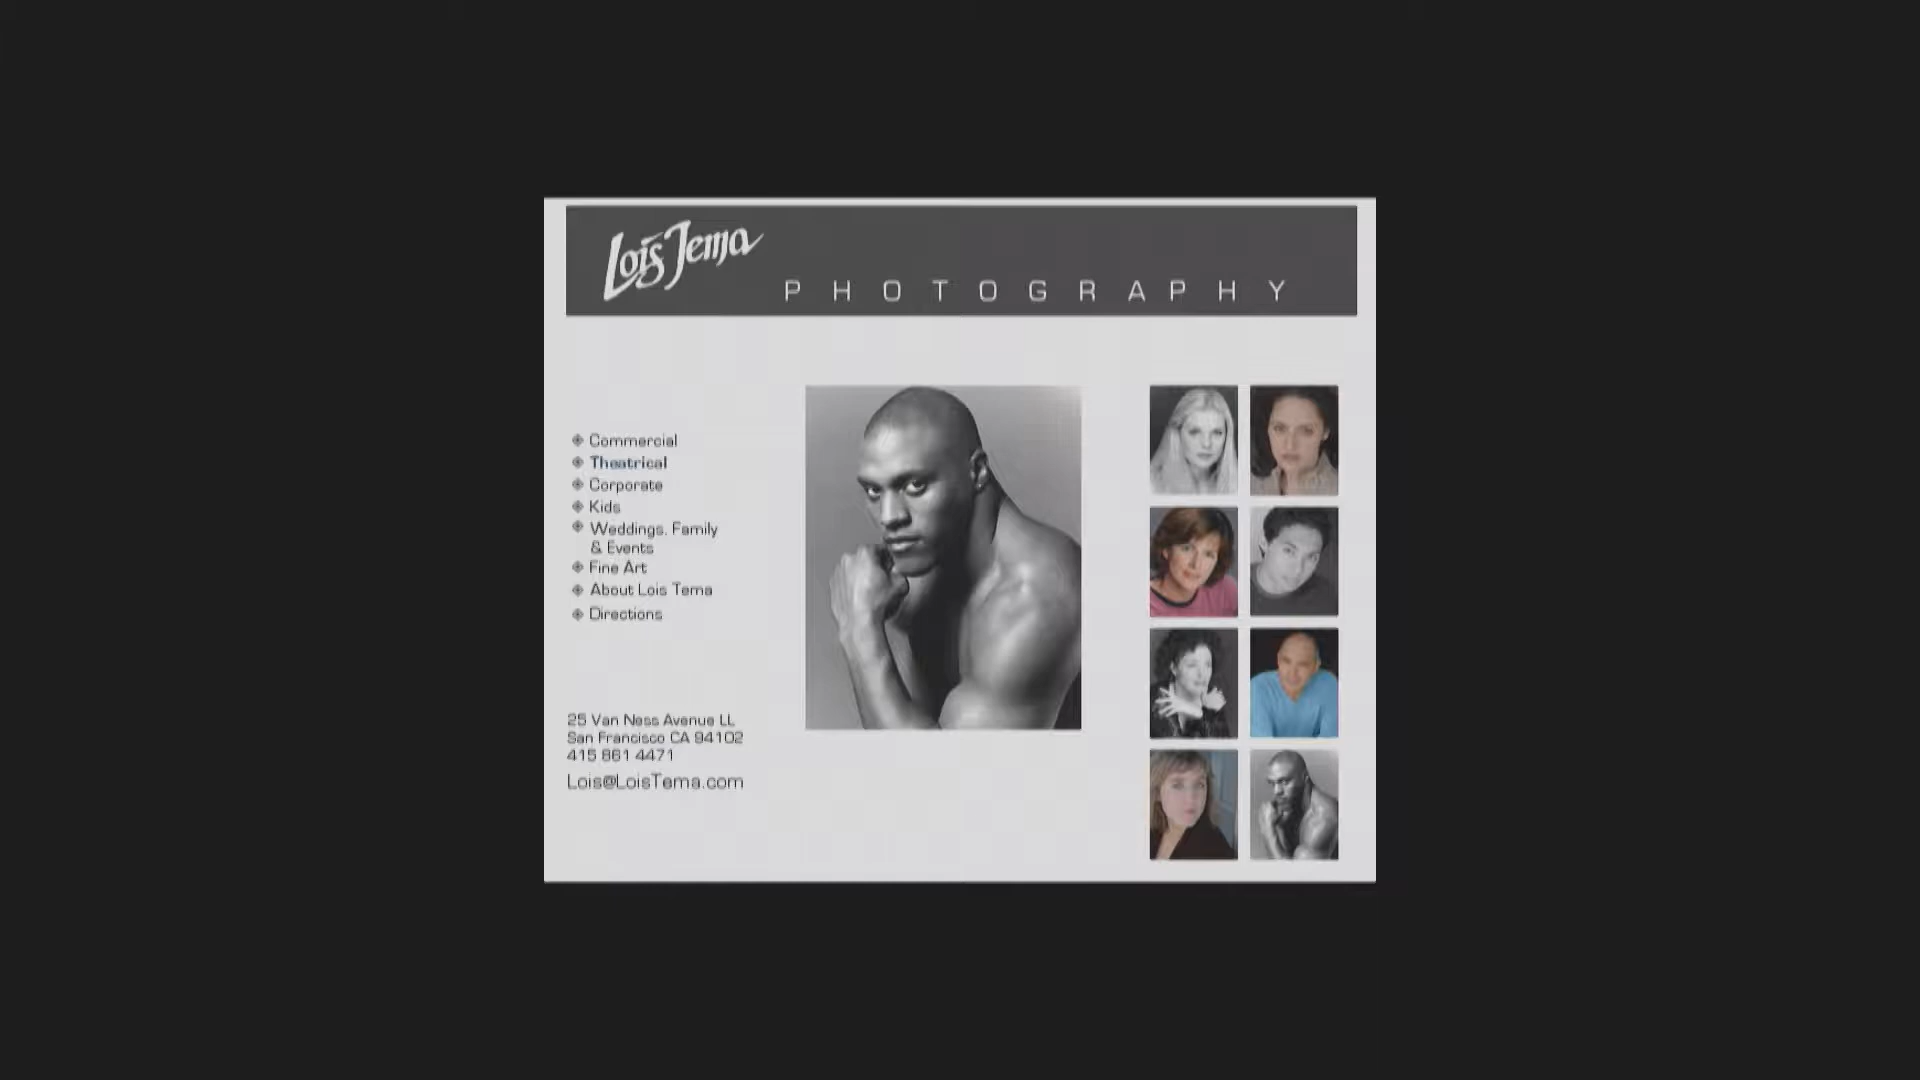 Lois Tema
PHOTOGRAPHY
Commercial
Theatrical
Corporate
Kids
Weddings, Family
& Events
Fine Art
About Lois Tema
Directions
25 Van Ness Avenue LL
San Francisco CA 94102
415 861 4471
Lois@LoisTema.com